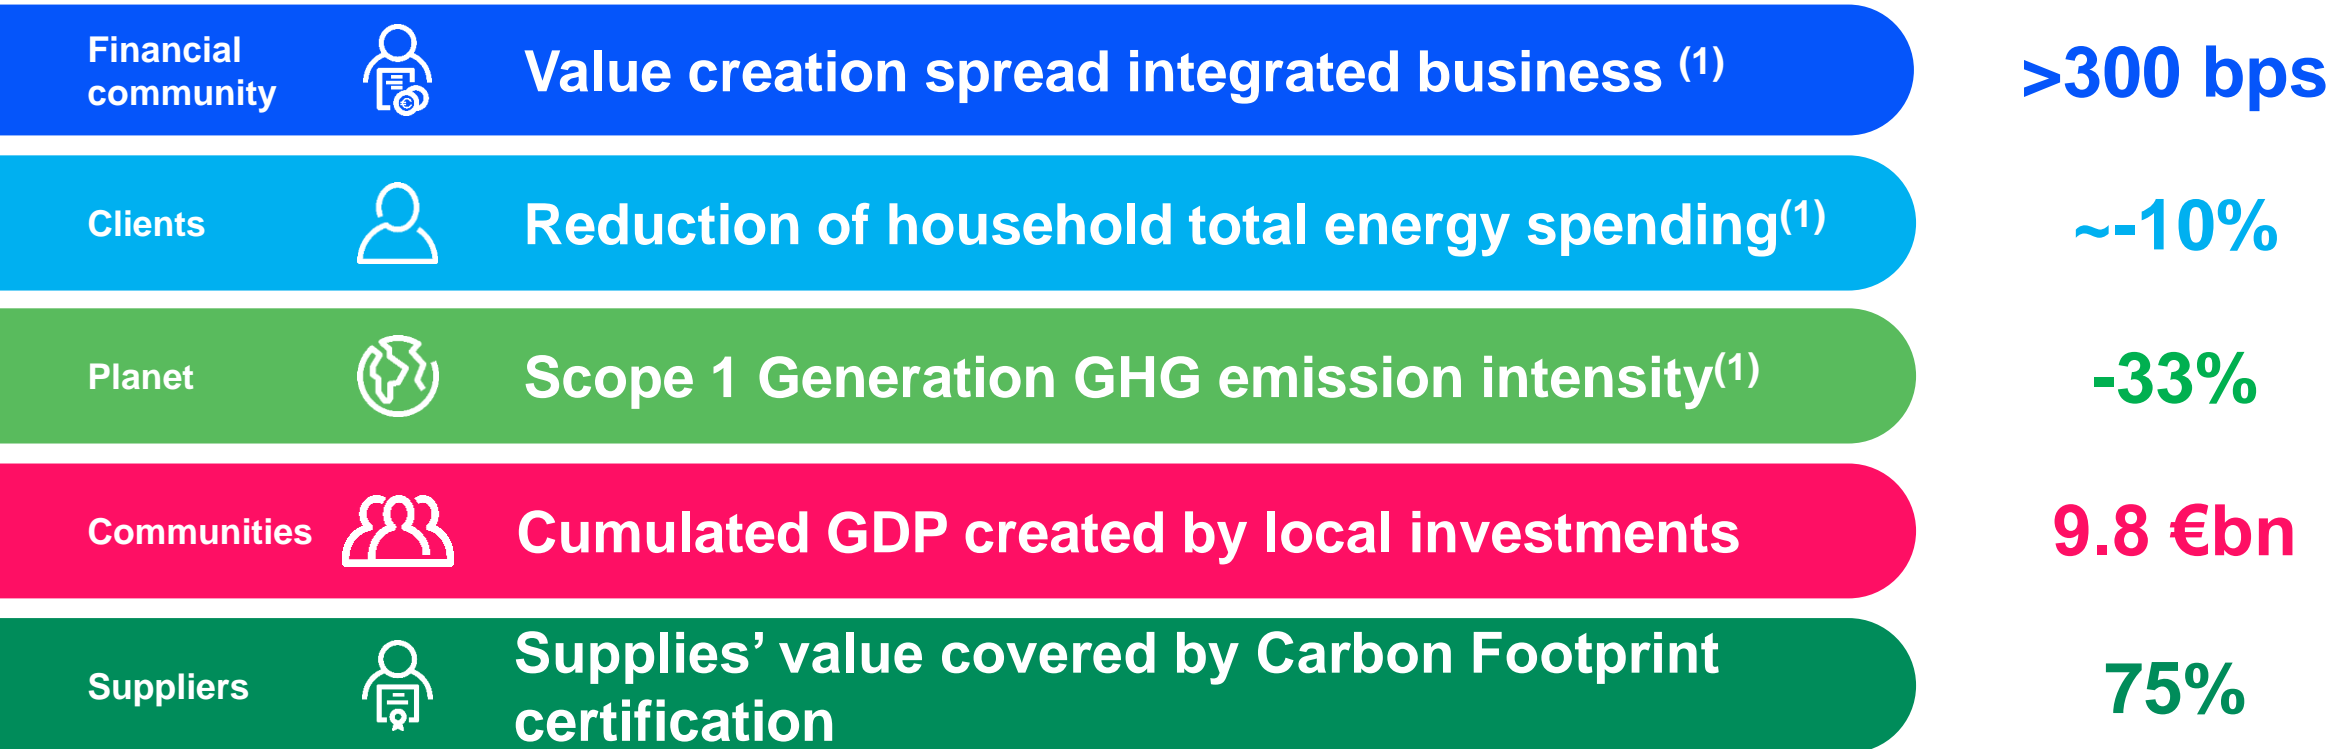 Financial
community
Value creation spread integrated business (1)
>300 bps
Clients
Reduction of household total energy spending(1)
~-10%
Planet
Scope 1 Generation GHG emission intensity(1)
-33%
Communities
Cumulated GDP created by local investments
9.8 €bn
Suppliers
Supplies’ value covered by Carbon Footprint
certification
75%